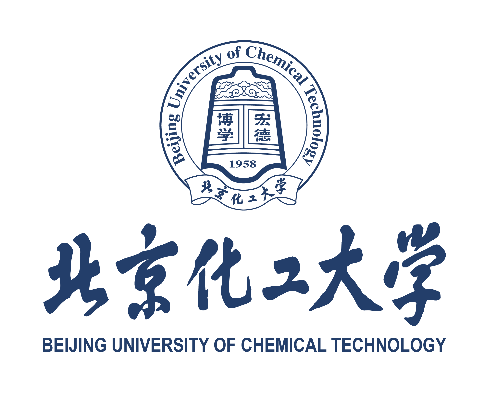 Beijing University of Chemical Technology
博学 宏德
1958
北京化工大学
北京化工大学
BEIJING UNIVERSITY OF CHEMICAL TECHNOLOGY